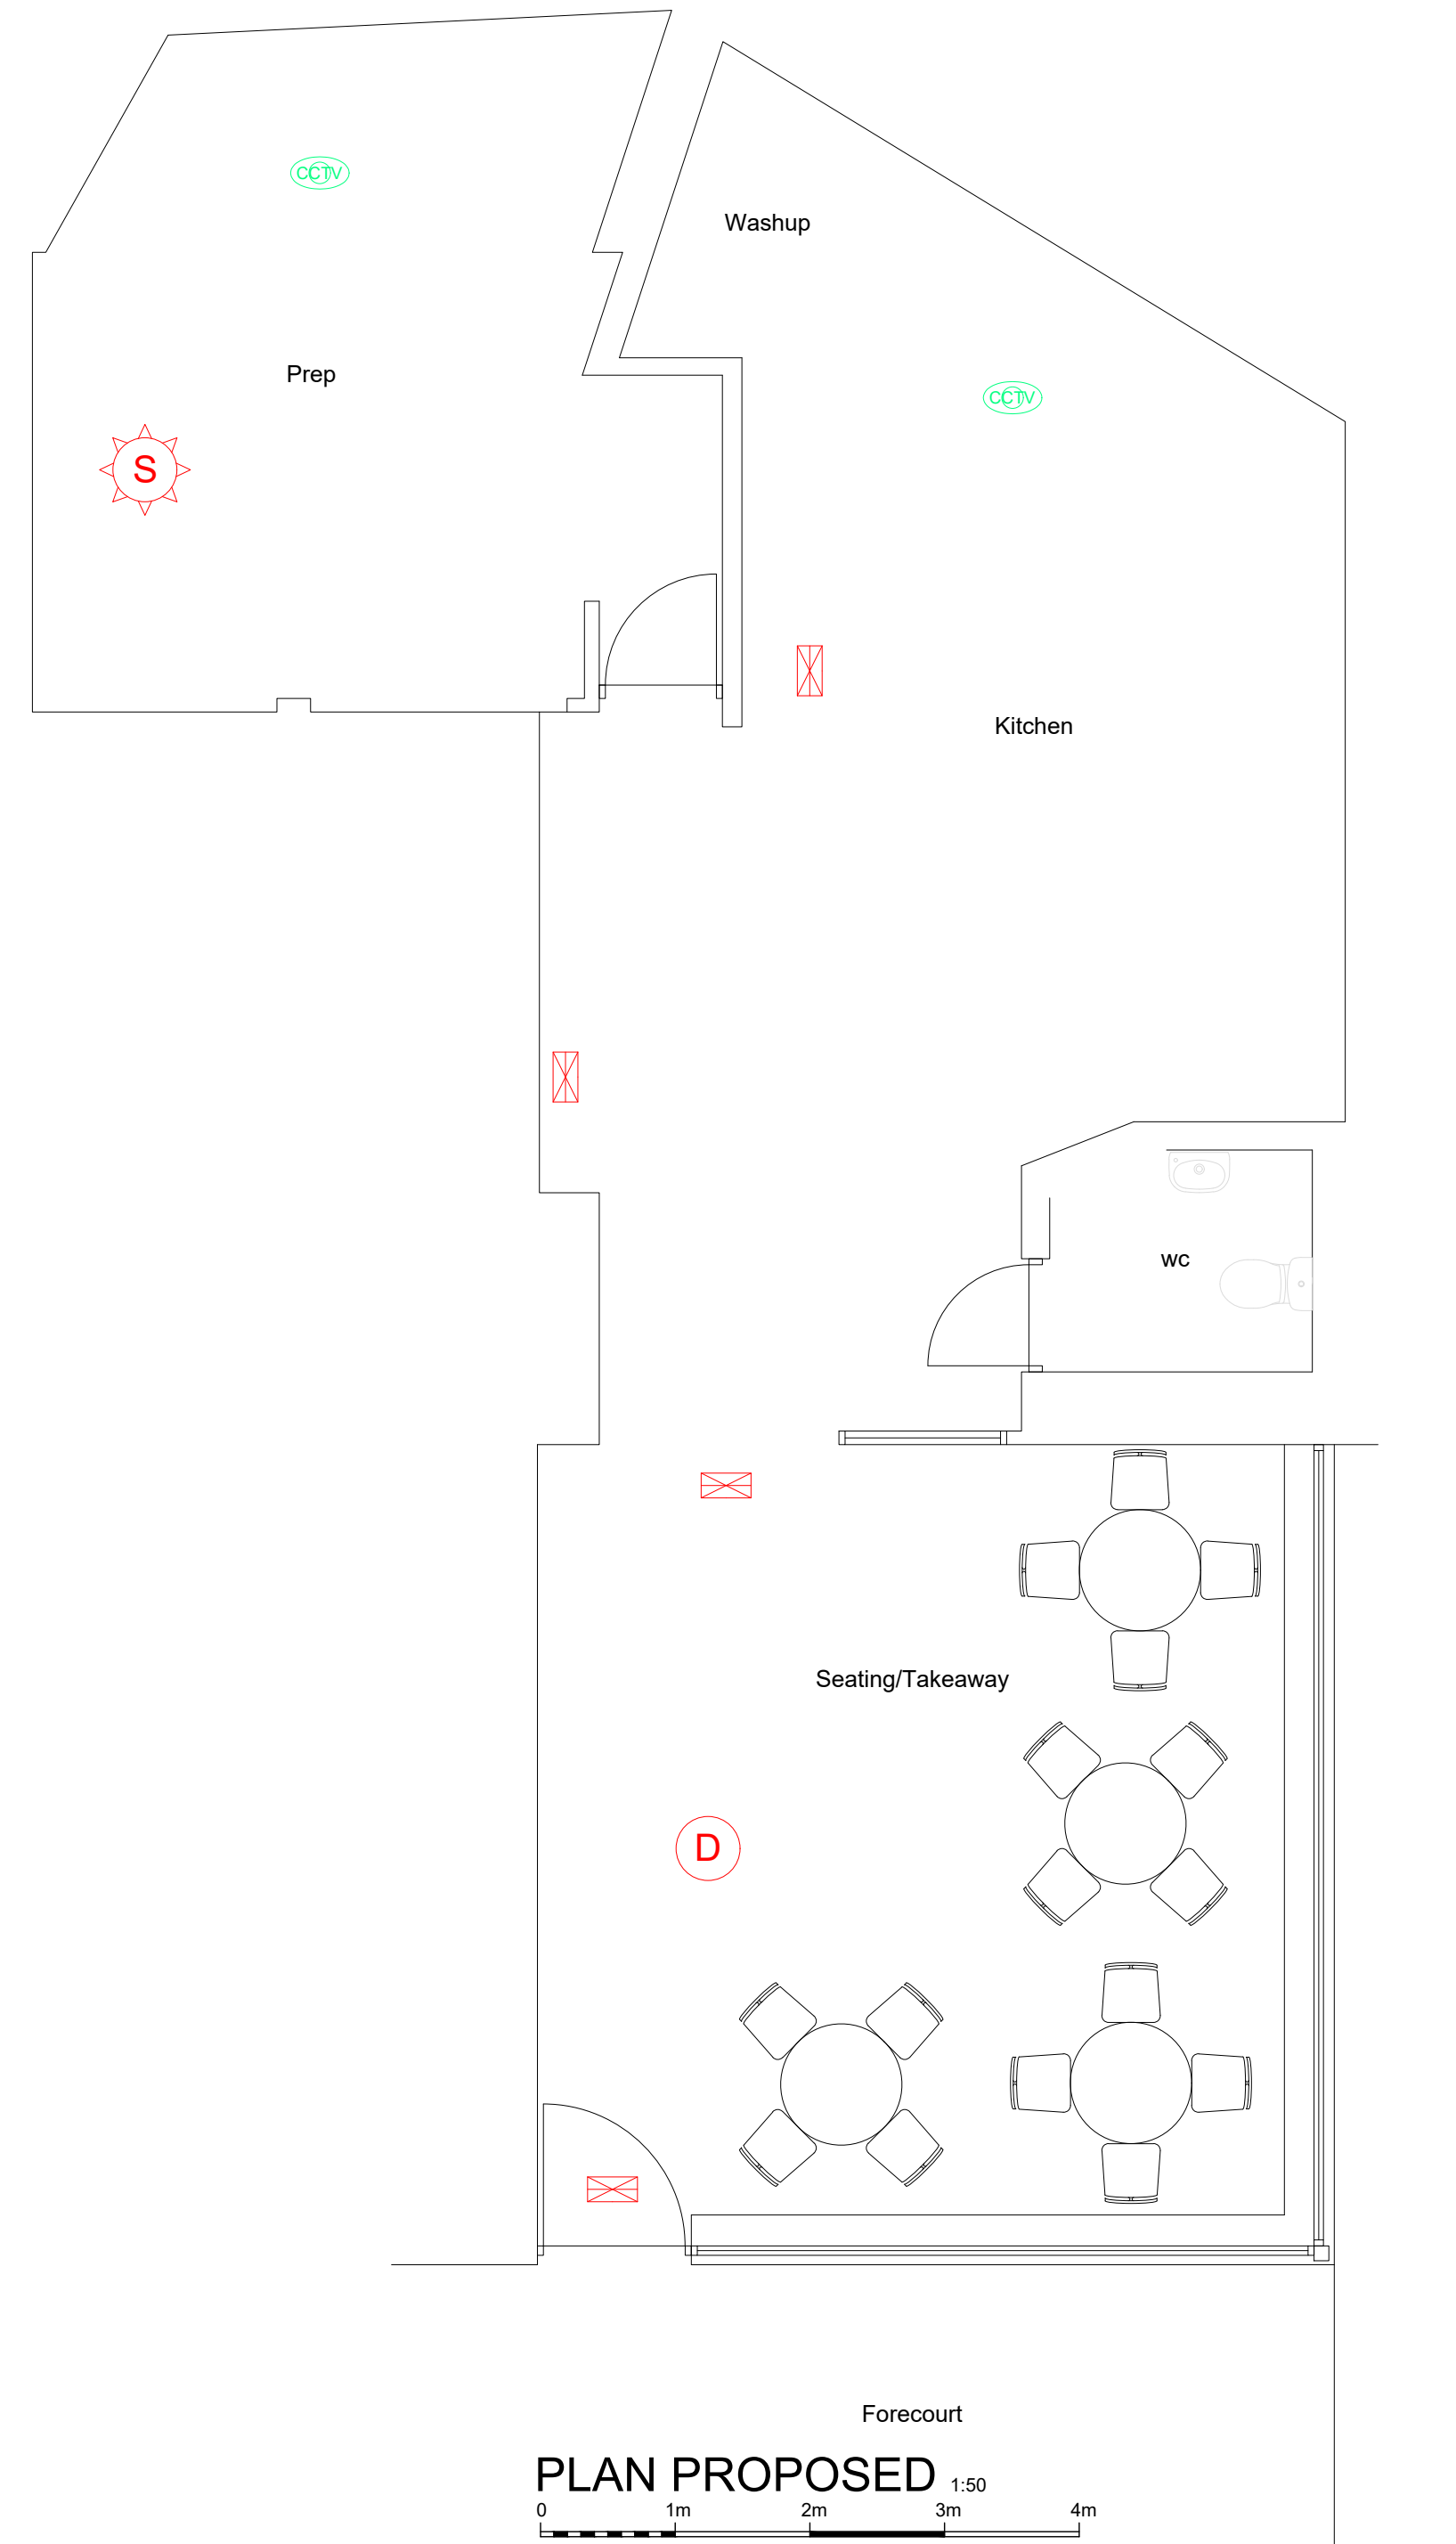 CCTV
Washup
Prep
CCTV
S
Kitchen
wc
Seating/Takeaway
D
Forecourt
PLAN PROPOSED 1:50
0 1m 2m 3m 4m